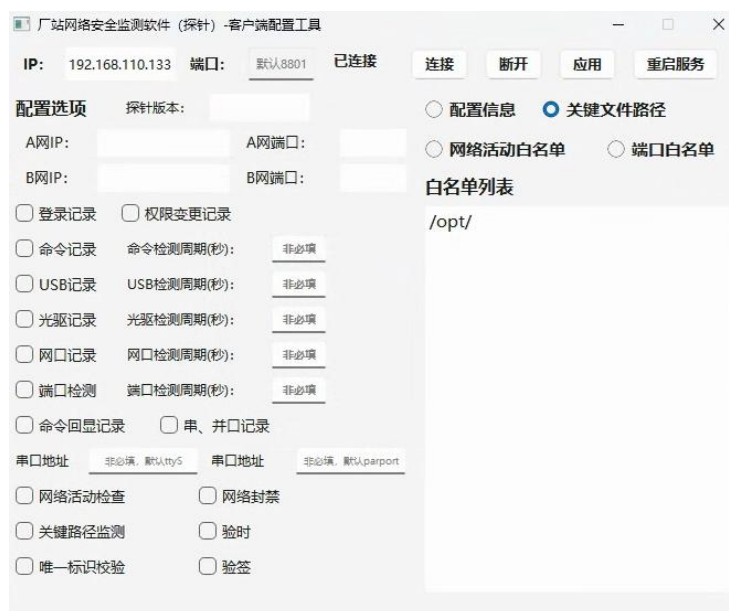 厂站网络安全监测软件（探针）-客户端配置工具
IP: 192.168.110.133 端口: 默认8801 已连接 连接 断开 应用 重启服务
配置选项 探针版本:
配置信息 关键文件路径
A网IP: A网端口:
网络活动白名单 端口白名单
B网IP: B网端口:
白名单列表
/opt/
登录记录 权限变更记录
命令记录 命令检测周期(秒): 非必填
USB记录 USB检测周期(秒): 非必填
光驱记录 光驱检测周期(秒): 非必填
网口记录 网口检测周期(秒): 非必填
端口检测 端口检测周期(秒): 非必填
命令回显记录 串、并口记录
串口地址 非必填，默认ttyS 串口地址 非必填，默认parport
网络活动检查 网络封禁
关键路径监测 验时
唯一标识校验 验签